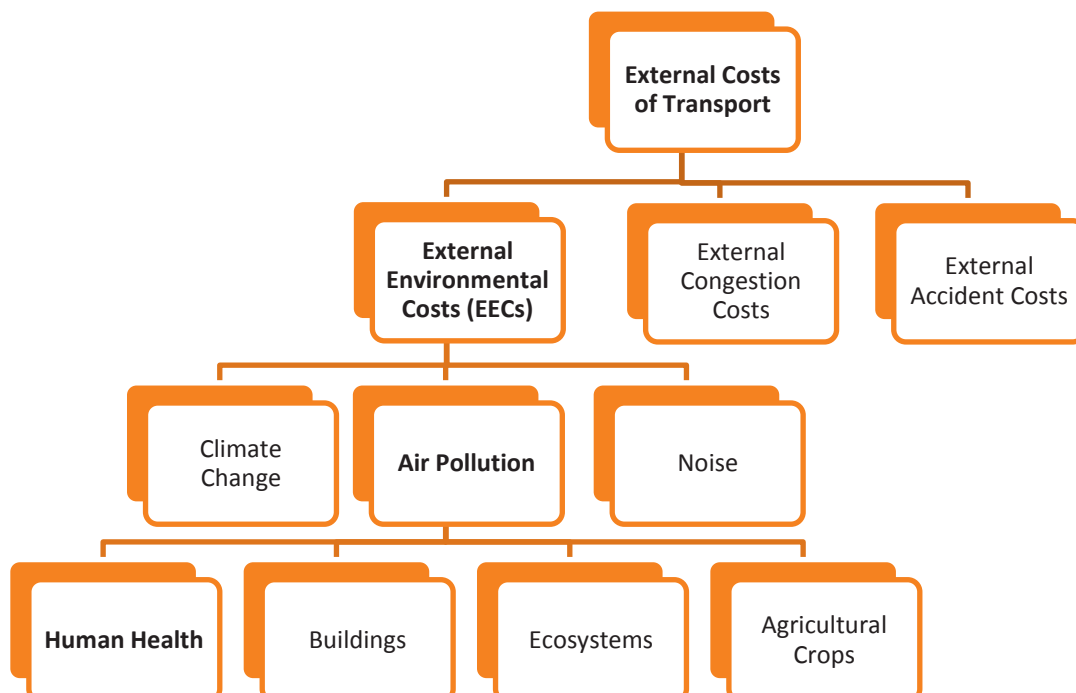 External Costs
of Transport
External
Environmental
Costs (EECs)
External
Congestion
Costs
External
Accident Costs
Climate
Change
Air Pollution
Noise
Human Health
Buildings
Ecosystems
Agricultural
Crops